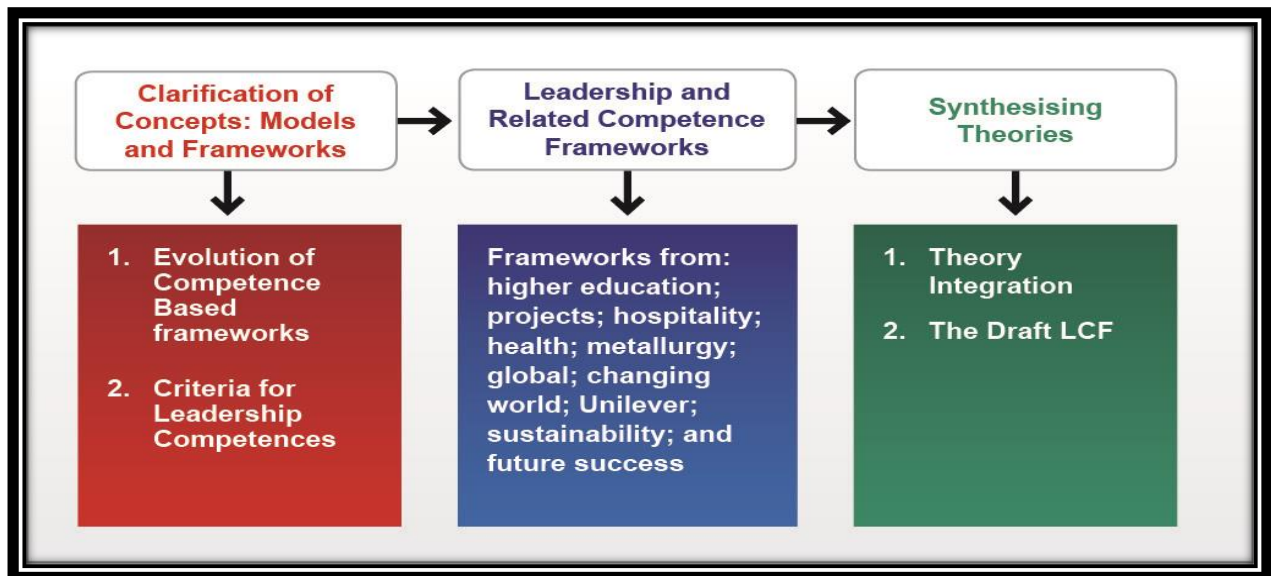 Clarification of
Concepts: Models
and Frameworks
Leadership and
Related Competence
Frameworks
Synthesising
Theories
1. Evolution of
Competence
Based
frameworks
2. Criteria for
Leadership
Competences
Frameworks from:
higher education;
projects; hospitality;
health; metallurgy;
global; changing
world; Unilever;
sustainability; and
future success
1. Theory
Integration
2. The Draft LCF